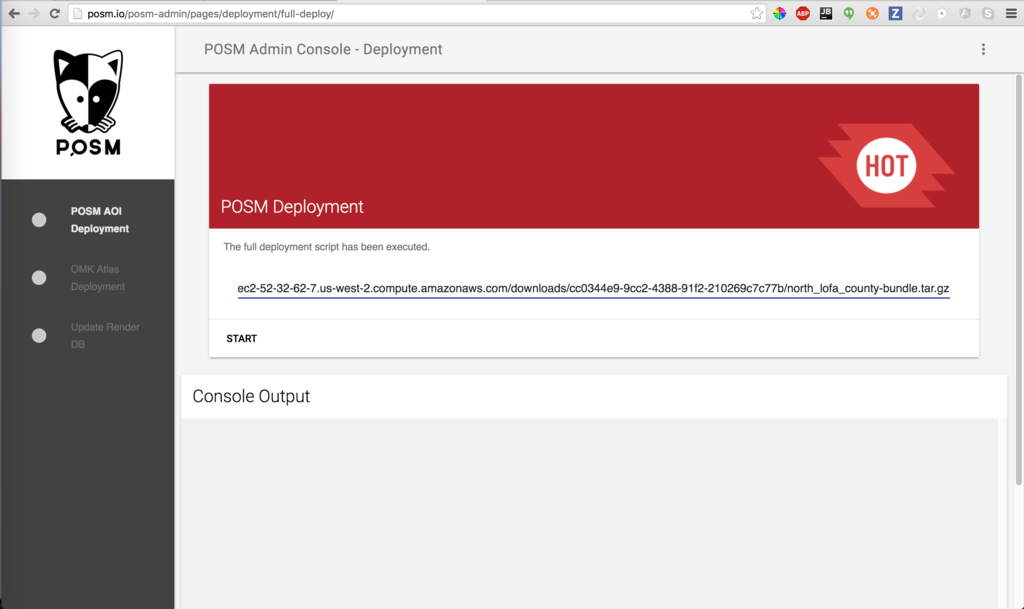 posm.io/posm-admin/pages/deployment/full-deploy/
ABP
JB
Z
S
POSM
POSM Admin Console - Deployment
POSM AOI
Deployment
OMK Atlas
Deployment
Update Render
DB
HOT
POSM Deployment
The full deployment script has been executed.
ec2-52-32-62-7.us-west-2.compute.amazonaws.com/downloads/cc0344e9-9cc2-4388-91f2-210269c7c77b/north_lofa_county-bundle.tar.gz
START
Console Output